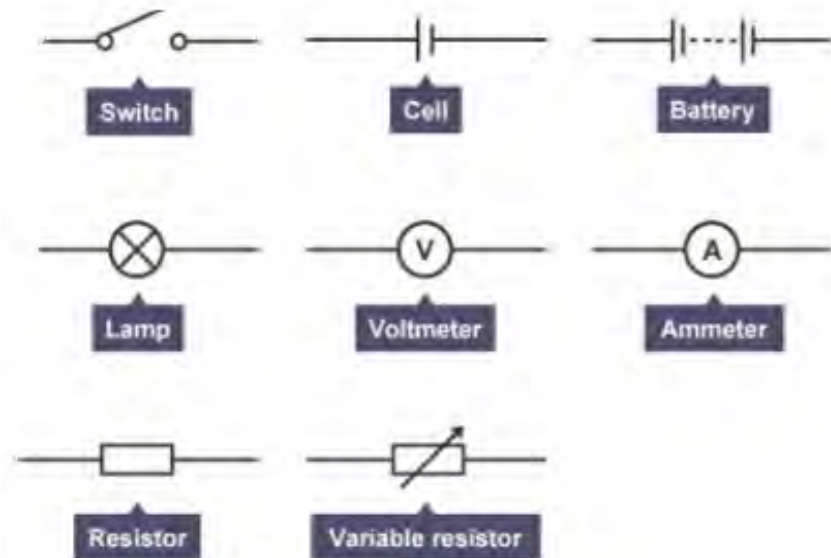 Switch
Cell
Battery
V
A
Lamp
Voltmeter
Ammeter
Resistor
Variable resistor